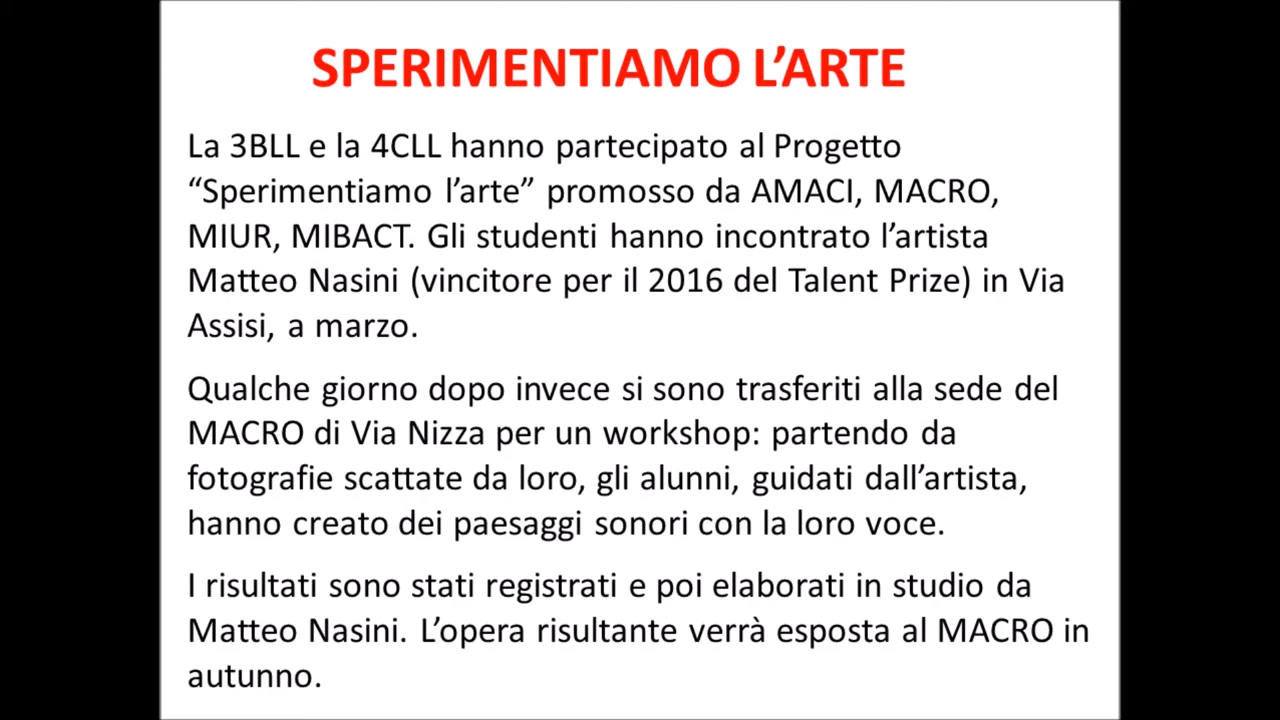 SPERIMENTIAMO L’ARTE
La 3BLL e la 4CLL hanno partecipato al Progetto
“Sperimentiamo l’arte” promosso da AMACI, MACRO,
MIUR, MIBACT. Gli studenti hanno incontrato l’artista
Matteo Nasini (vincitore per il 2016 del Talent Prize) in Via
Assisi, a marzo.
Qualche giorno dopo invece si sono trasferiti alla sede del
MACRO di Via Nizza per un workshop: partendo da
fotografie scattate da loro, gli alunni, guidati dall’artista,
hanno creato dei paesaggi sonori con la loro voce.
I risultati sono stati registrati e poi elaborati in studio da
Matteo Nasini. L’opera risultante verrà esposta al MACRO in
autunno.